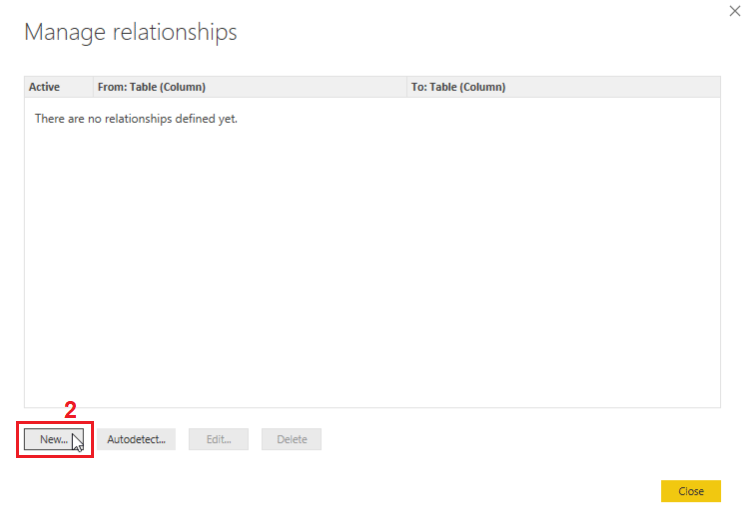 Manage relationships
Active From: Table (Column) To: Table (Column)
There are no relationships defined yet.
2
New... Autodetect... Edit... Delete
Close